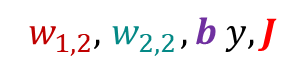 w₁,₂, w₂,₂, b y, J